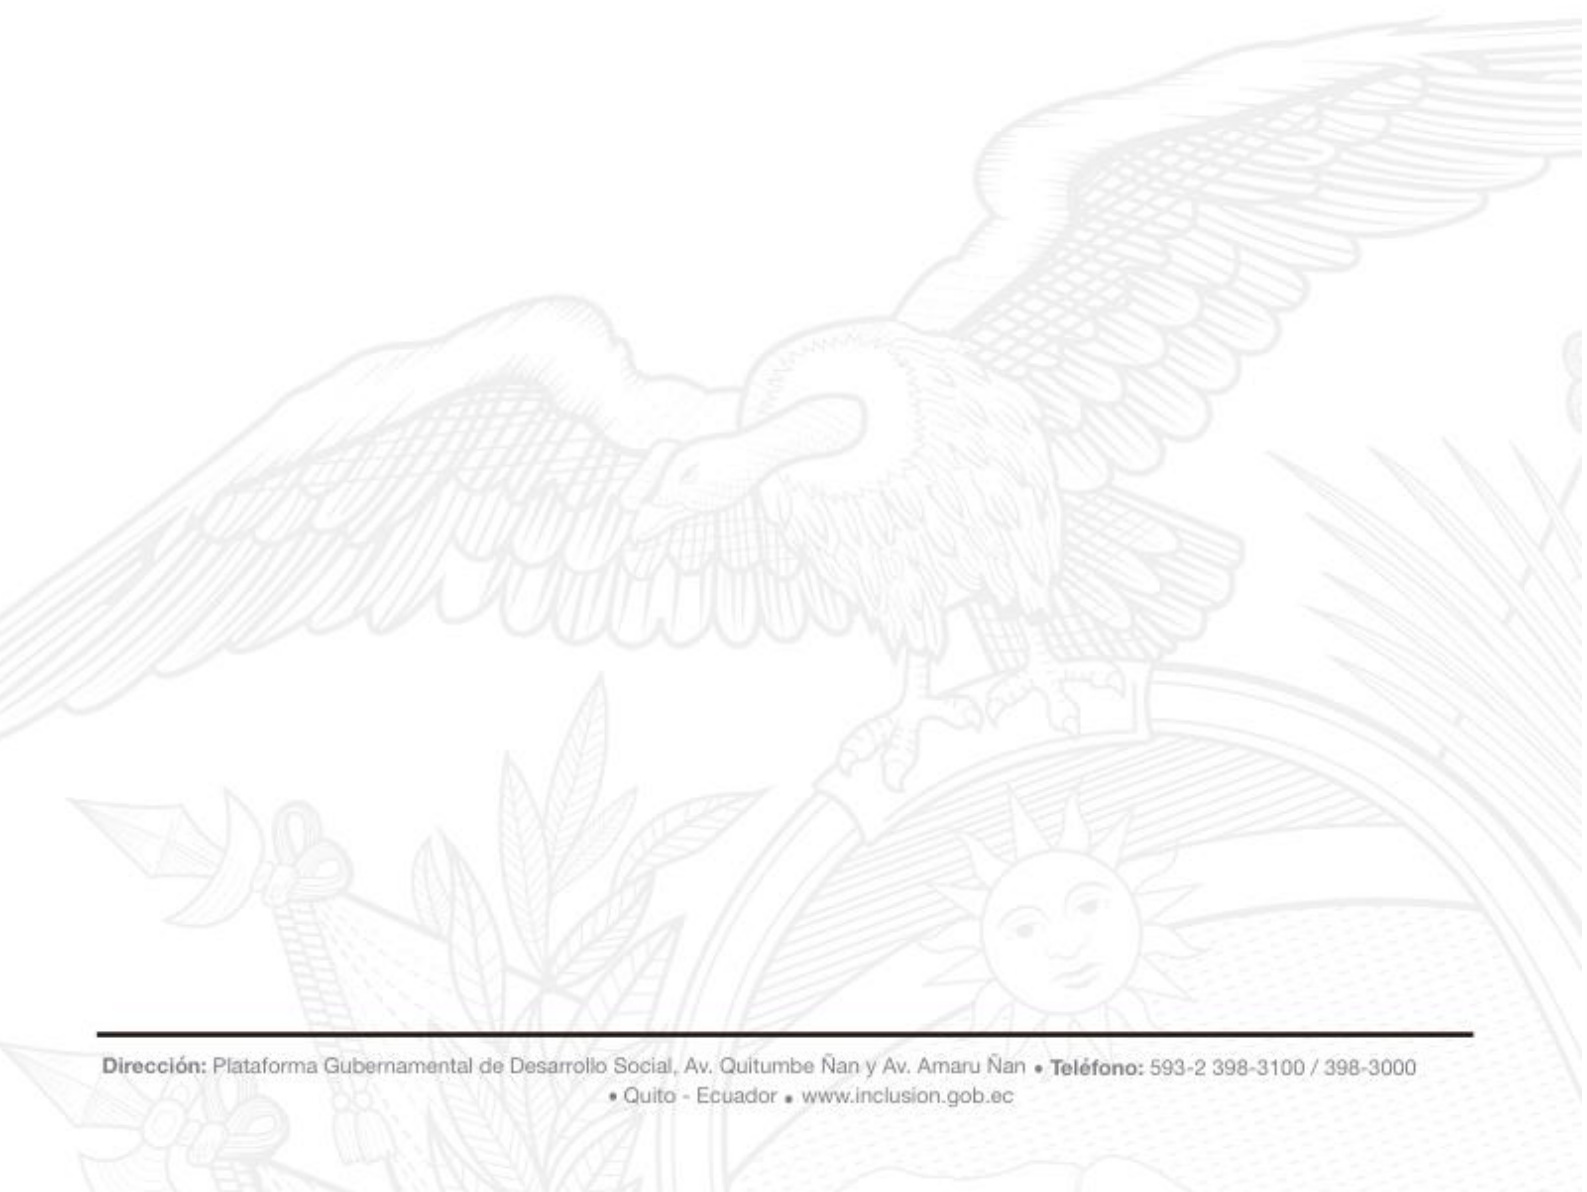 Dirección: Plataforma Gubernamental de Desarrollo Social, Av. Quitumbe Ñan y Av. Amaru Ñan • Teléfono: 593-2 398-3100 / 398-3000
• Quito - Ecuador • www.inclusion.gob.ec